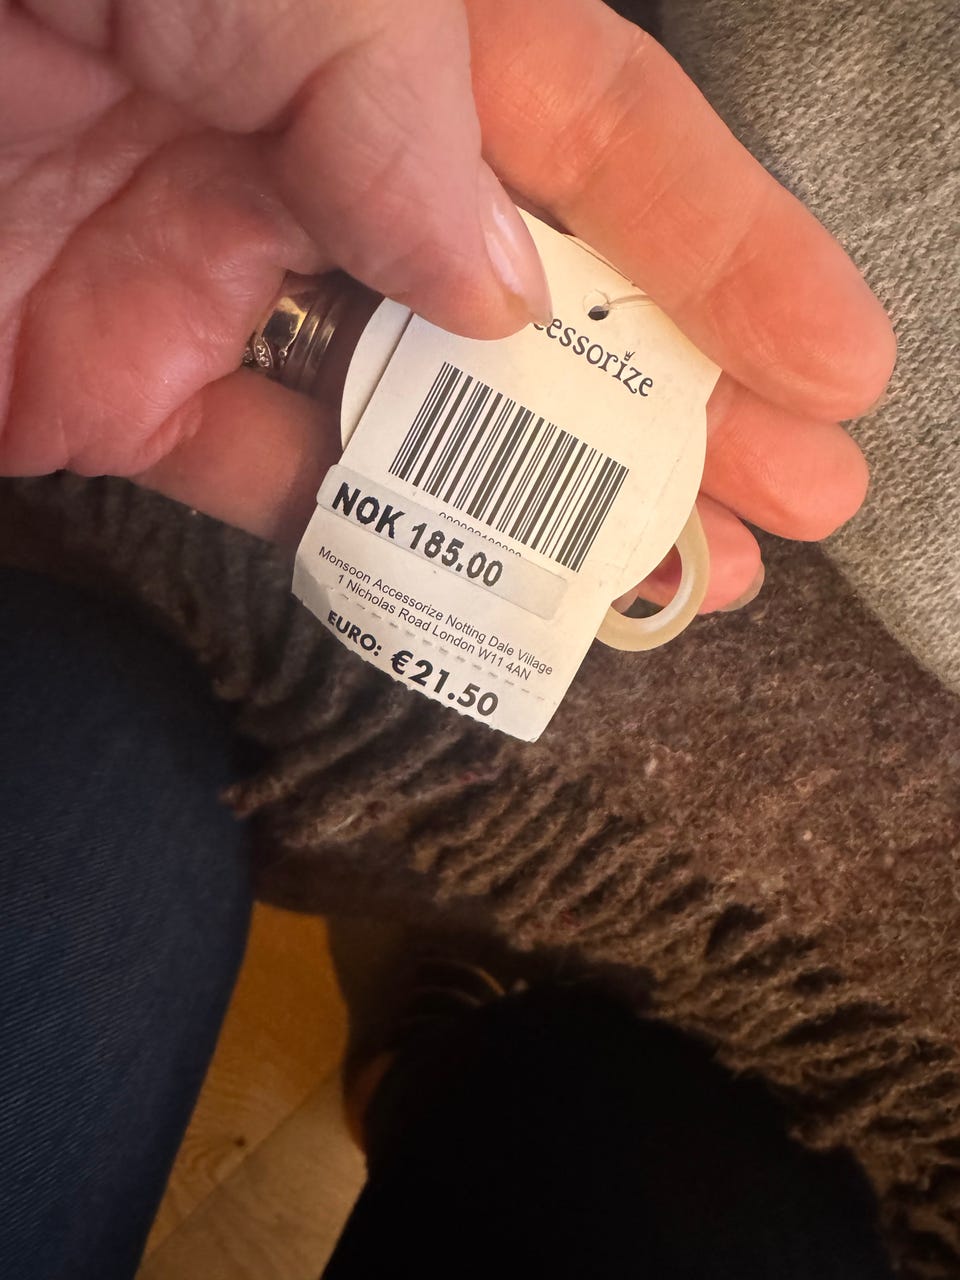 ccessorize
NOK 185,00
Monsoon Accessorize Notting Dale Village
1 Nicholas Road London W11 4AN
EURO: €21.50